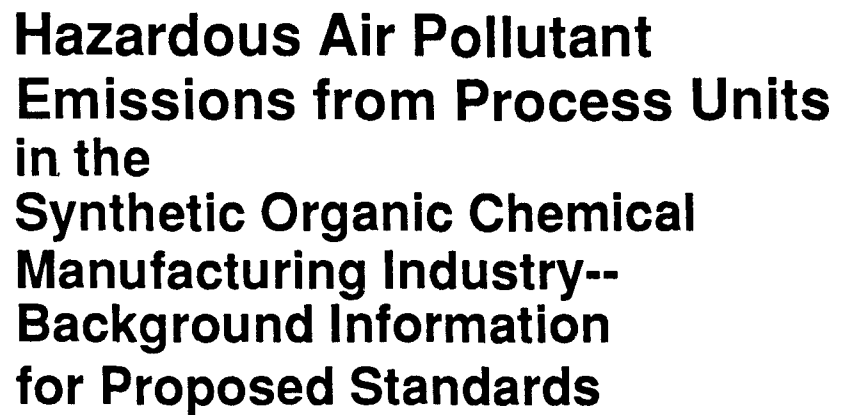 Hazardous Air Pollutant
Emissions from Process Units
in the
Synthetic Organic Chemical
Manufacturing Industry--
Background Information
for Proposed Standards